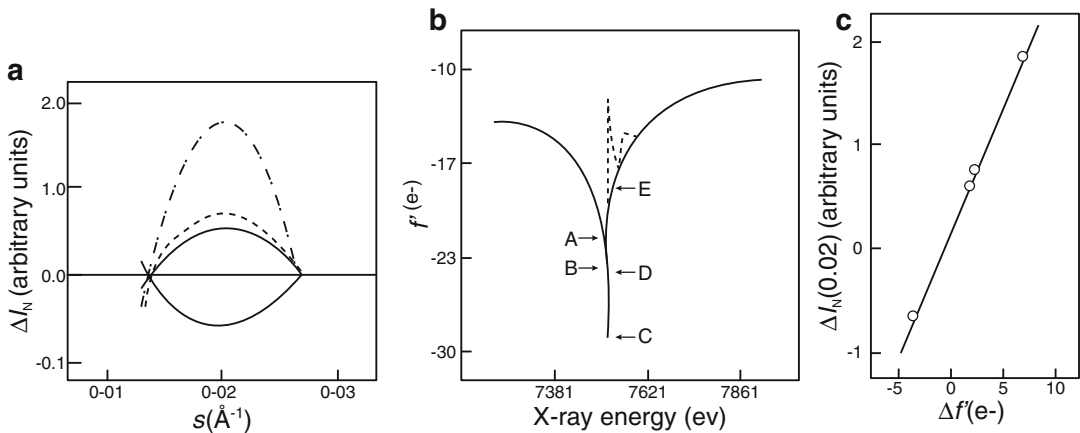 a
2.0
1.0
0.0
-0.1
ΔI_N (arbitrary units)
0-01
0-02
0-03
s(Å⁻¹)
b
-10
-17
-23
-30
f' (e-)
A
B
C
D
E
7381
7621
7861
X-ray energy (ev)
c
2
1
0
-1
ΔI_N(0.02) (arbitrary units)
-5
0
5
10
Δf'(e-)